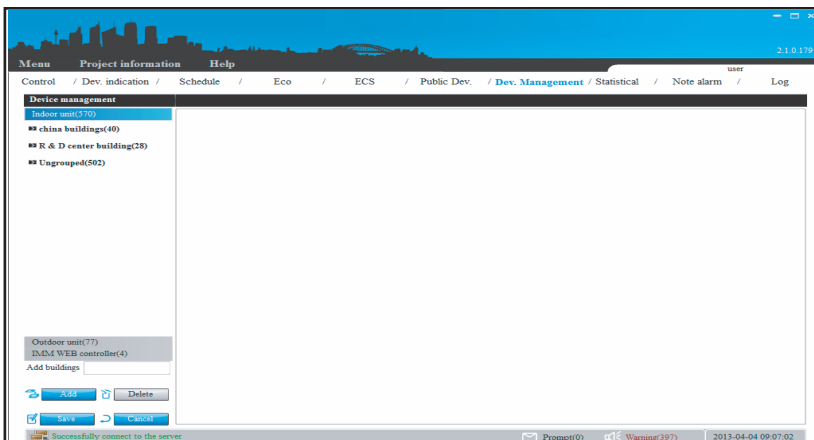 2.1.0.179
Menu Project information Help
user
Control / Dev. indication / Schedule / Eco / ECS / Public Dev. / Dev. Management / Statistical / Note alarm / Log
Device management
Indoor unit(570)
china buildings(40)
R & D center building(28)
Ungrouped(502)
Outdoor unit(77)
IMM WEB controller(4)
Add buildings
Add Delete
Save Cancel
Successfully connect to the server Prompt(0) Warning(397) 2013-04-04 09:07:02